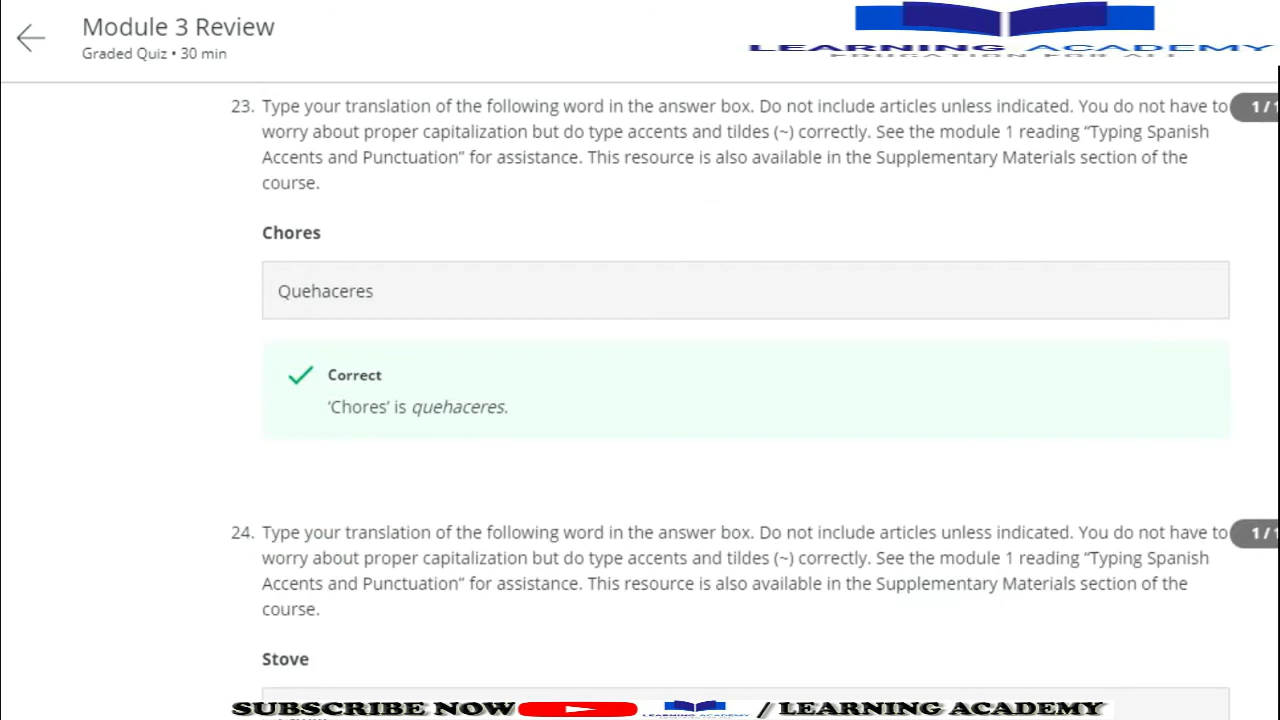 Module 3 Review
Graded Quiz • 30 min
LEARNING ACADEMY
EDUCATION FOR ALL
23. Type your translation of the following word in the answer box. Do not include articles unless indicated. You do not have to
1/1
worry about proper capitalization but do type accents and tildes (~) correctly. See the module 1 reading “Typing Spanish
Accents and Punctuation” for assistance. This resource is also available in the Supplementary Materials section of the
course.
Chores
Quehaceres
Correct
‘Chores’ is quehaceres.
24. Type your translation of the following word in the answer box. Do not include articles unless indicated. You do not have to
1/1
worry about proper capitalization but do type accents and tildes (~) correctly. See the module 1 reading “Typing Spanish
Accents and Punctuation” for assistance. This resource is also available in the Supplementary Materials section of the
course.
Stove
SUBSCRIBE NOW LEARNING ACADEMY / LEARNING ACADEMY